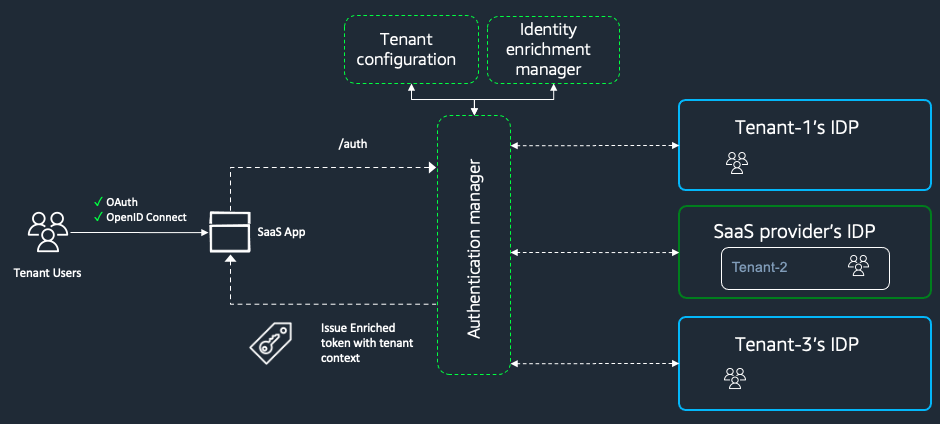 Tenant
configuration
Identity
enrichment
manager
/auth
OAuth
OpenID Connect
SaaS App
Tenant Users
Issue Enriched
token with tenant
context
Authentication manager
Tenant-1's IDP
SaaS provider's IDP
Tenant-2
Tenant-3's IDP